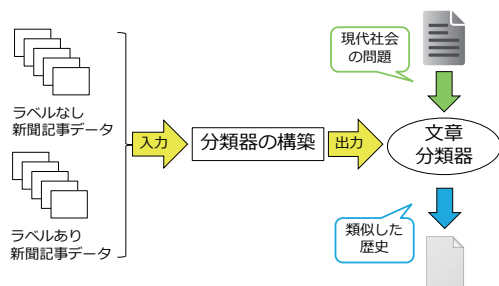 ラベルなし
新聞記事データ
ラベルあり
新聞記事データ
入力
分類器の構築
出力
現代社会
の問題
文章
分類器
類似した
歴史